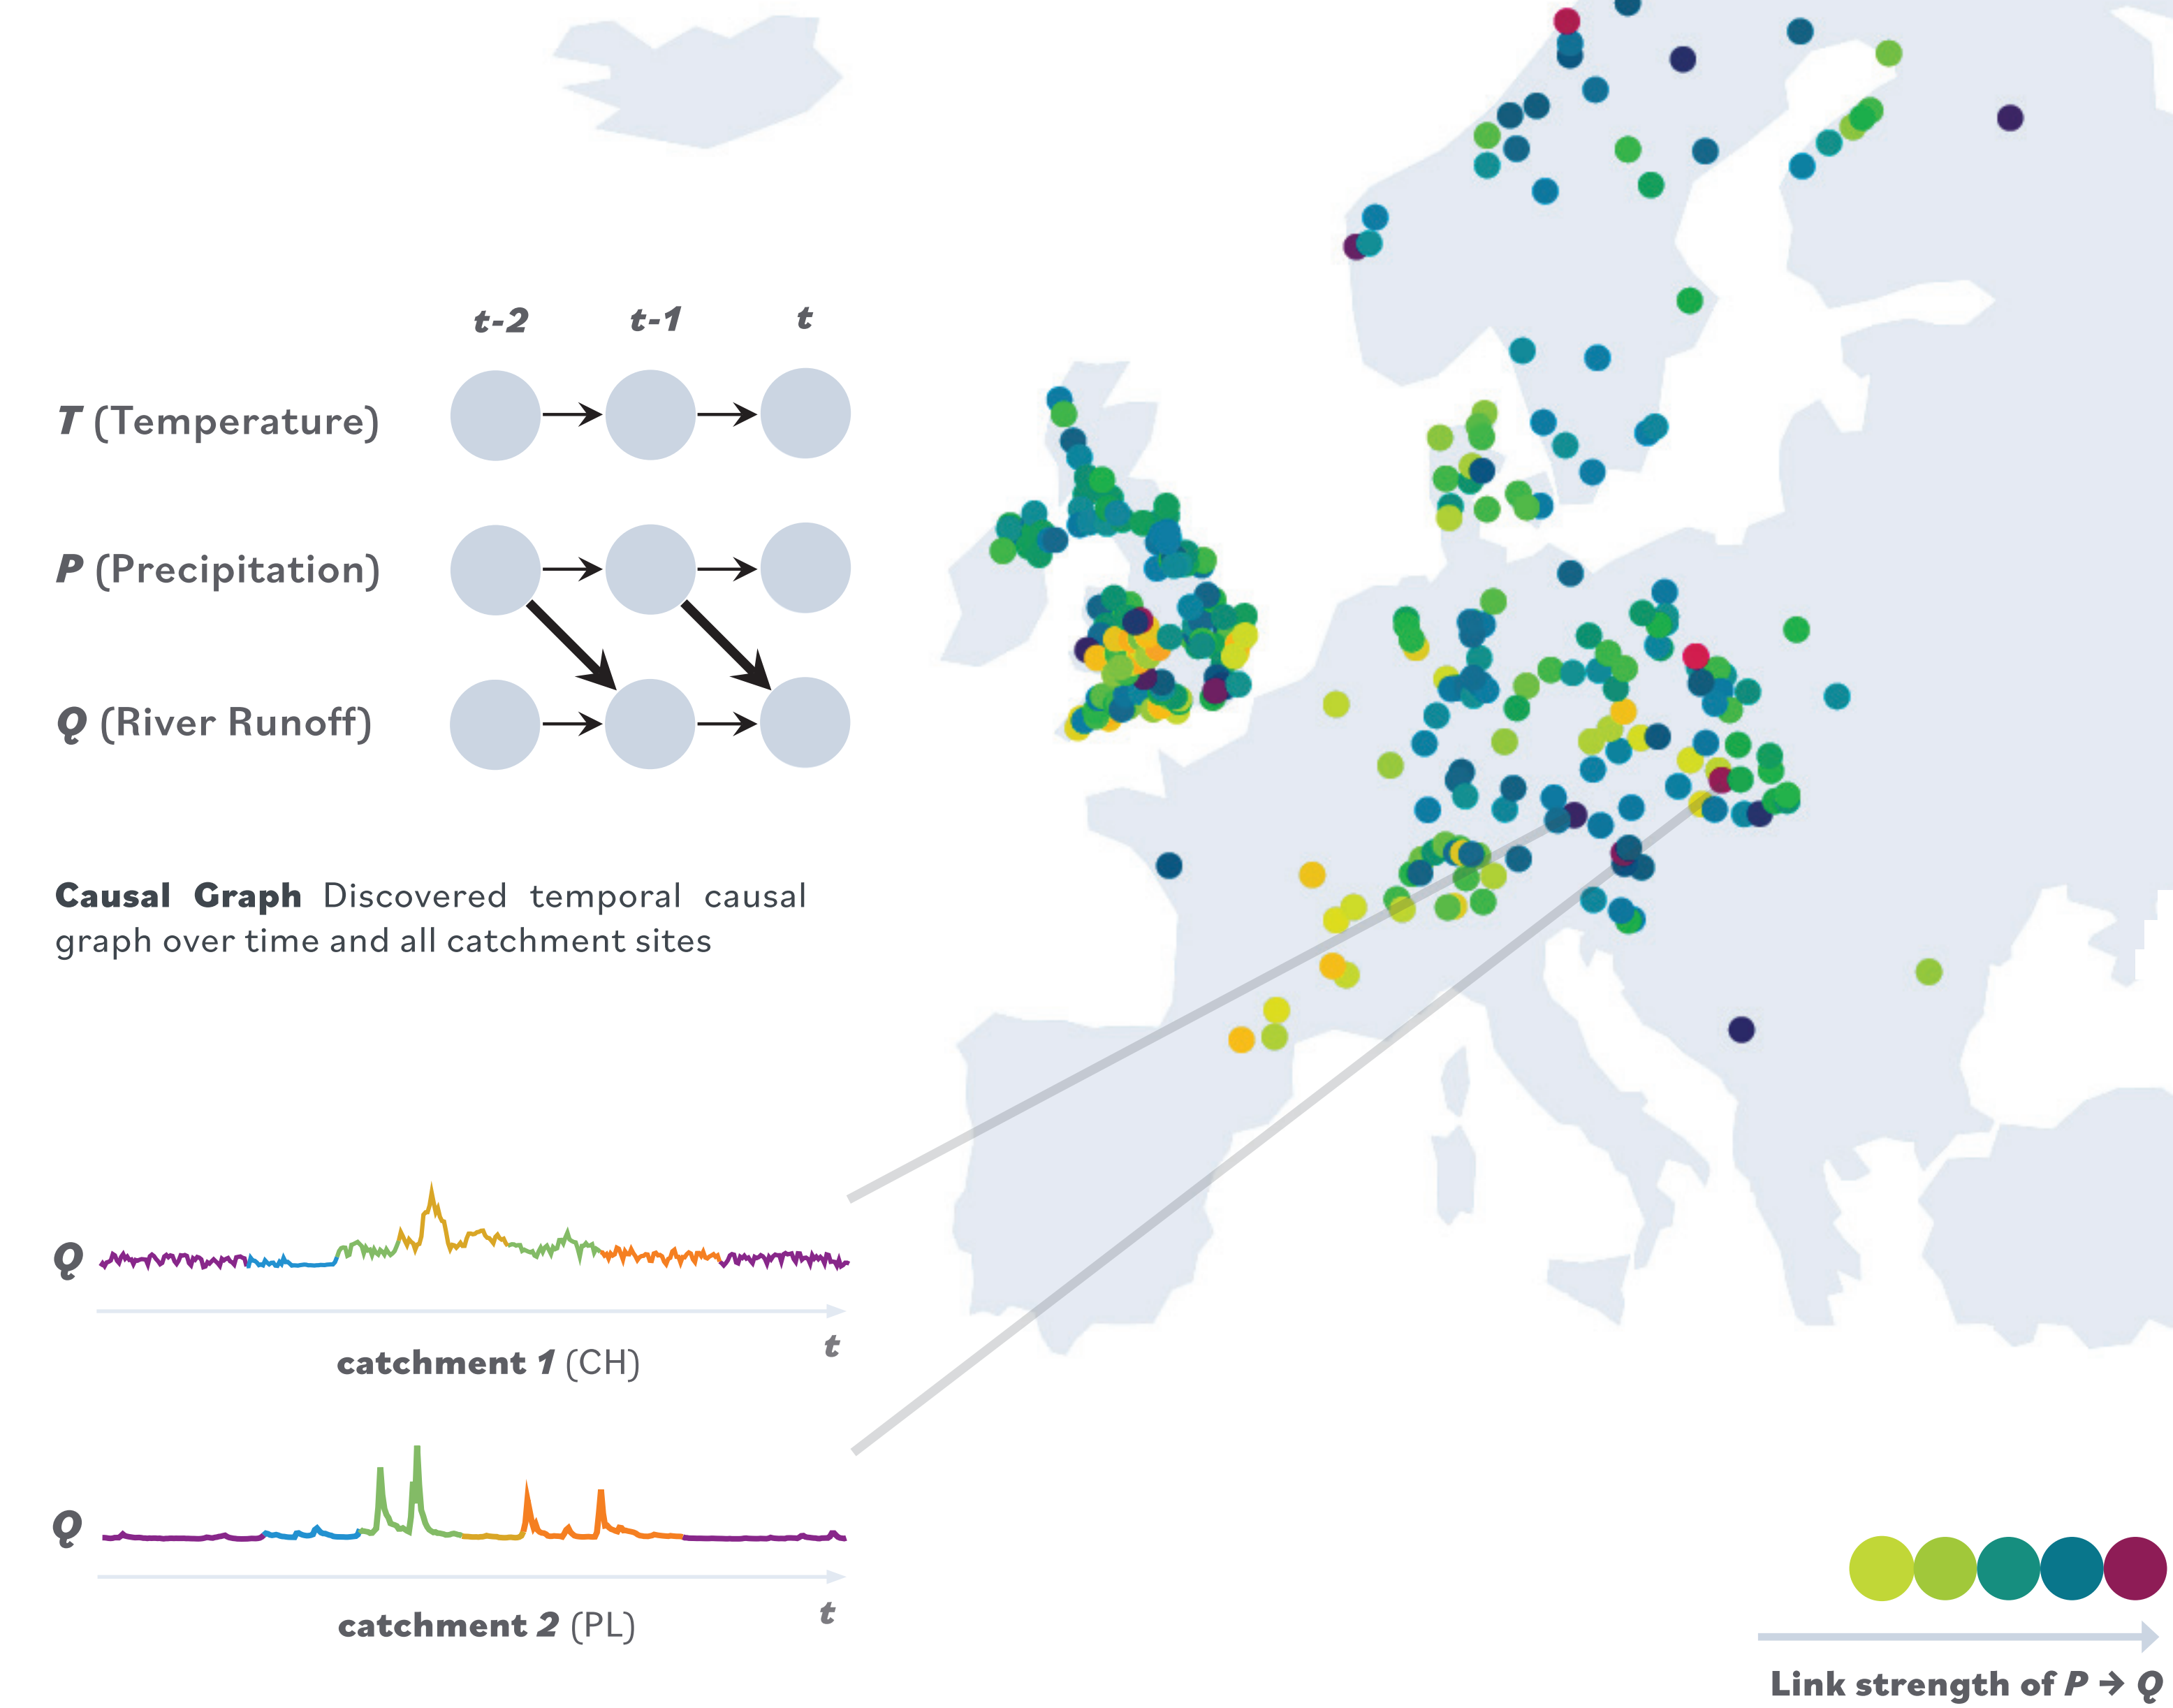 t-2 t-1 t
T (Temperature)
P (Precipitation)
Q (River Runoff)
Causal Graph Discovered temporal causal
graph over time and all catchment sites
Q
t
catchment 1 (CH)
Q
t
catchment 2 (PL)
Link strength of P → Q